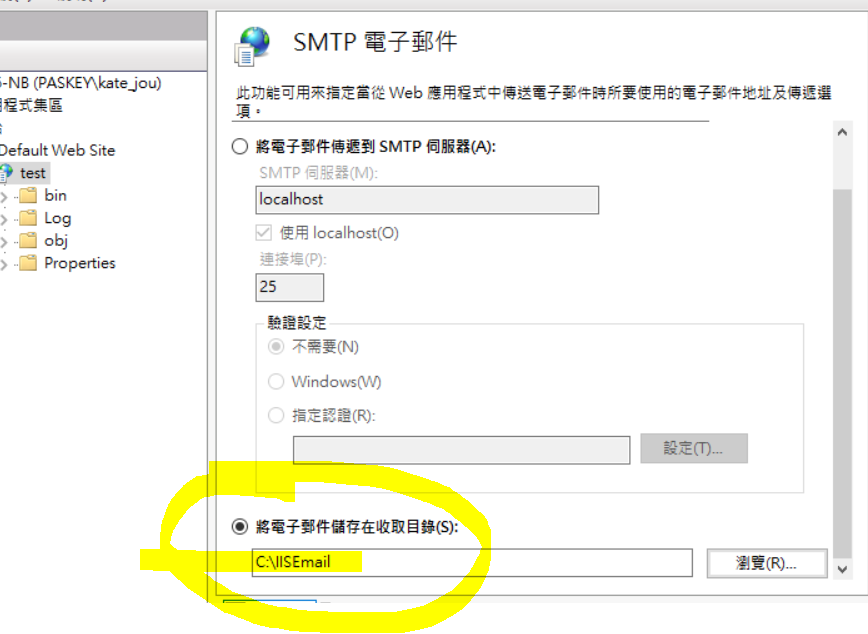 SMTP 電子郵件
-NB (PASKEY\kate_jou)
程式集區
Default Web Site
test
bin
Log
obj
Properties
此功能可用來指定當從 Web 應用程式中傳送電子郵件時所要使用的電子郵件地址及傳遞選
項。
將電子郵件傳遞到 SMTP 伺服器(A):
SMTP 伺服器(M):
localhost
使用 localhost(O)
連接埠(P):
25
驗證設定
不需要(N)
Windows(W)
指定認證(R):
設定(T)...
將電子郵件儲存在收取目錄(S):
C:\IISEmail
瀏覽(R)...